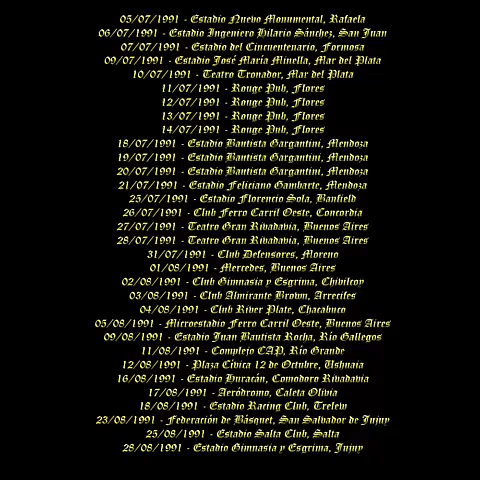 05/07/1991 - Estadio Nuevo Monumental, Rafaela
06/07/1991 - Estadio Ingeniero Hilario Sánchez, San Juan
07/07/1991 - Estadio del Cincuentenario, Formosa
09/07/1991 - Estadio José María Minella, Mar del Plata
10/07/1991 - Teatro Tronador, Mar del Plata
11/07/1991 - Rouge Pub, Flores
12/07/1991 - Rouge Pub, Flores
13/07/1991 - Rouge Pub, Flores
14/07/1991 - Rouge Pub, Flores
18/07/1991 - Estadio Bautista Gargantini, Mendoza
19/07/1991 - Estadio Bautista Gargantini, Mendoza
20/07/1991 - Estadio Bautista Gargantini, Mendoza
21/07/1991 - Estadio Feliciano Gambarte, Mendoza
25/07/1991 - Estadio Florencio Sola, Banfield
26/07/1991 - Club Ferro Carril Oeste, Concordia
27/07/1991 - Teatro Gran Rivadavia, Buenos Aires
28/07/1991 - Teatro Gran Rivadavia, Buenos Aires
31/07/1991 - Club Defensores, Moreno
01/08/1991 - Mercedes, Buenos Aires
02/08/1991 - Club Gimnasia y Esgrima, Chivilcoy
03/08/1991 - Club Almirante Brown, Arrecifes
04/08/1991 - Club River Plate, Chacabuco
05/08/1991 - Microestadio Ferro Carril Oeste, Buenos Aires
09/08/1991 - Estadio Juan Bautista Rocha, Río Gallegos
11/08/1991 - Complejo CAP, Río Grande
12/08/1991 - Plaza Cívica 12 de Octubre, Ushuaia
16/08/1991 - Estadio Huracán, Comodoro Rivadavia
17/08/1991 - Aeródromo, Caleta Olivia
18/08/1991 - Estadio Racing Club, Trelew
23/08/1991 - Federación de Básquet, San Salvador de Jujuy
25/08/1991 - Estadio Salta Club, Salta
28/08/1991 - Estadio Gimnasia y Esgrima, Jujuy